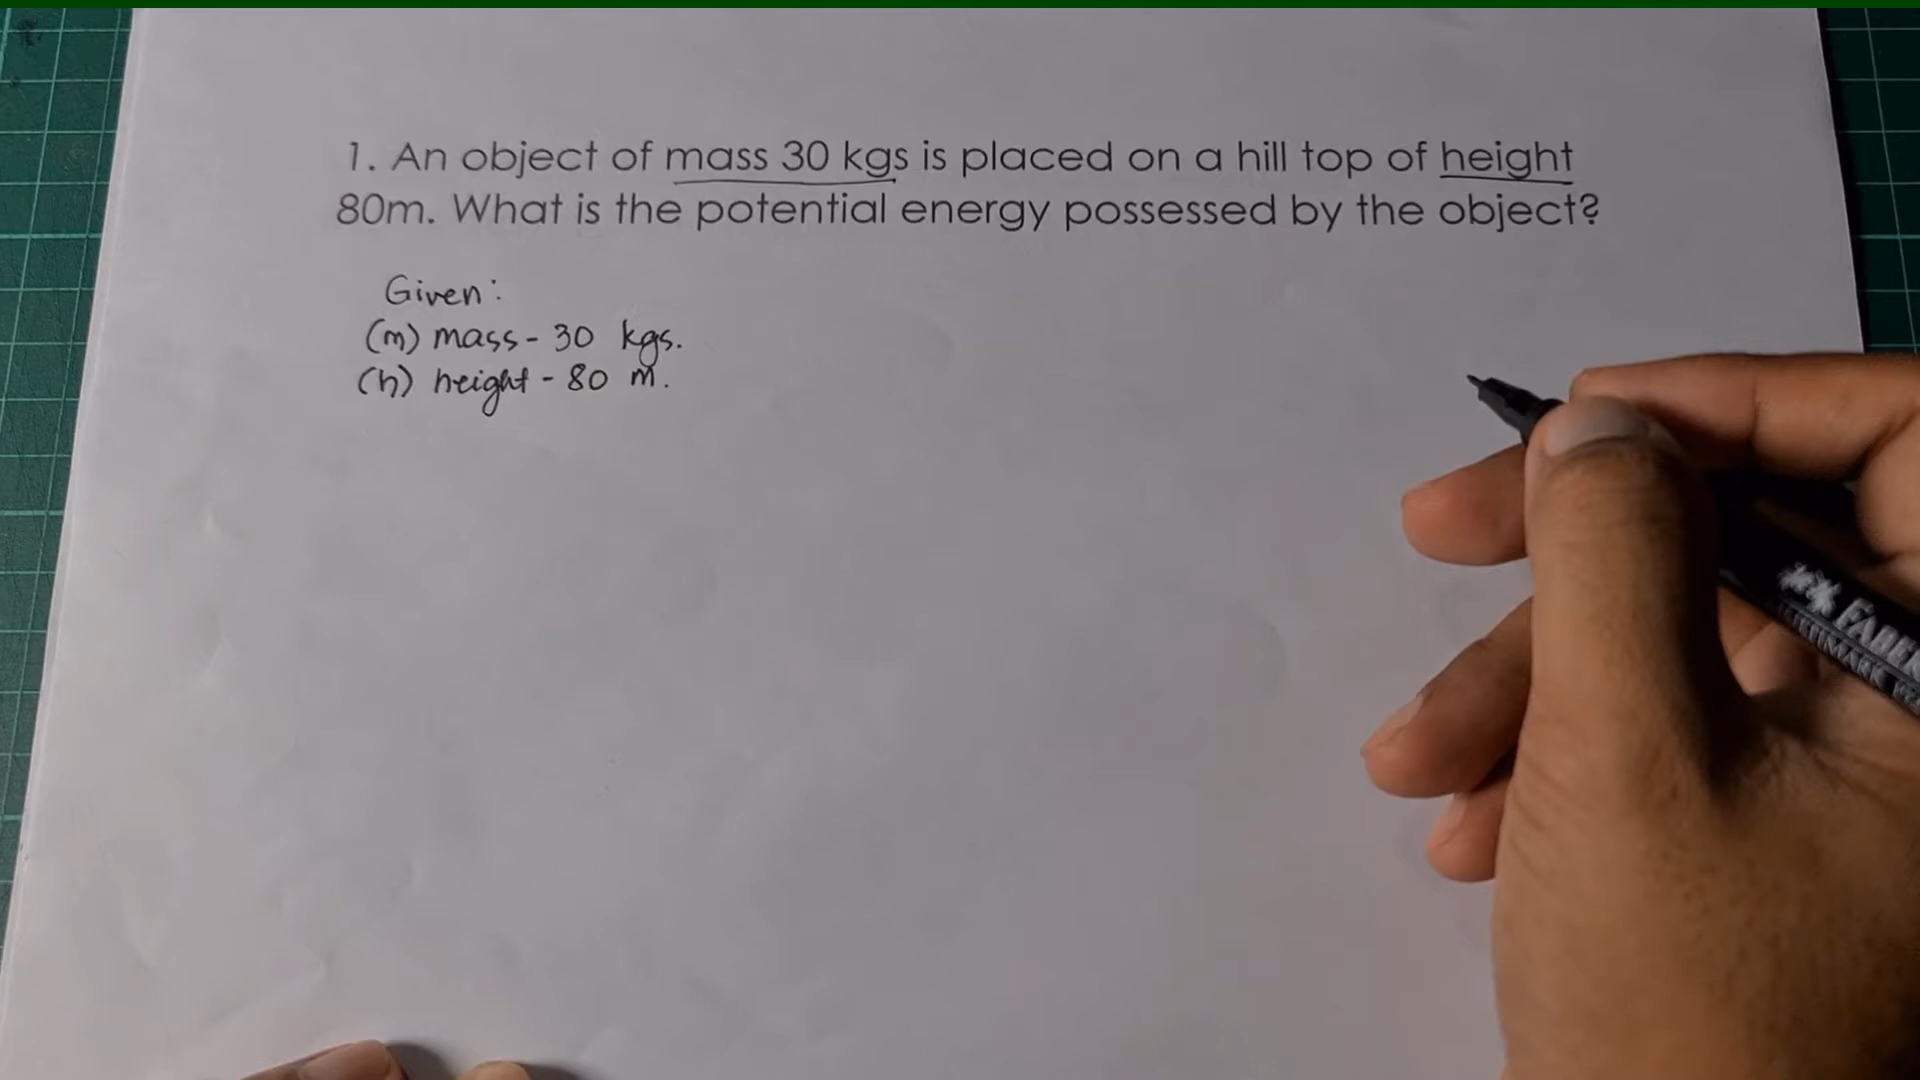 1. An object of mass 30 kgs is placed on a hill top of height
80m. What is the potential energy possessed by the object?
Given:
(m) mass - 30 kgs.
(h) height - 80 m.
FABER